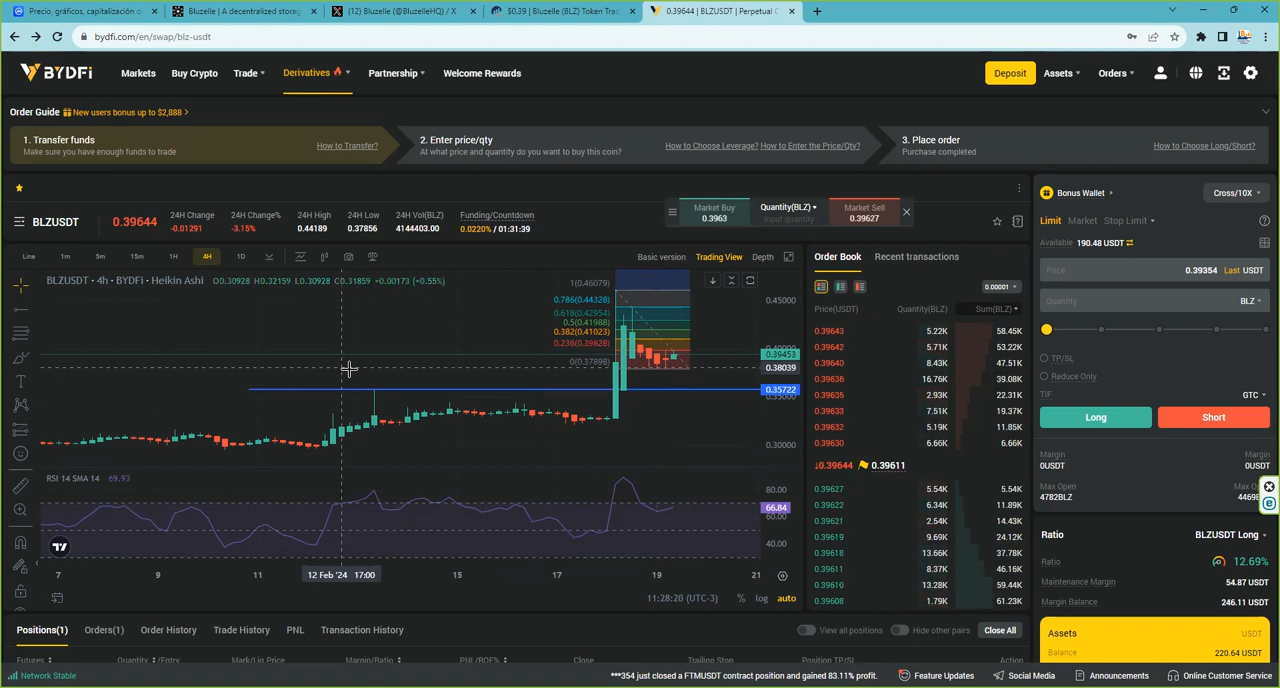 Precio, gráficos, capitalización d
Bluzelle | A decentralized storag
(12) Bluzelle (@BluzelleHQ) / X
$0.39 | Bluzelle (BLZ) Token Trac
0.39644 | BLZUSDT | Perpetual C
bydfi.com/en/swap/blz-usdt
BYDFi
Markets
Buy Crypto
Trade
Derivatives
Partnership
Welcome Rewards
Deposit
Assets
Orders
Order Guide
New users bonus up to $2,888 >
1. Transfer funds
Make sure you have enough funds to trade
How to Transfer?
2. Enter price/qty
At what price and quantity do you want to buy this coin?
How to Choose Leverage? How to Enter the Price/Qty?
3. Place order
Purchase completed
How to Choose Long/Short?
BLZUSDT
0.39644
24H Change
-0.01291
24H Change%
-3.15%
24H High
0.44189
24H Low
0.37856
24H Vol(BLZ)
4144403.00
Funding/Countdown
0.0220% / 01:31:39
Market Buy
0.3963
Quantity(BLZ)
Input quantity
Market Sell
0.39627
Line 1m 5m 15m 1H 4H 1D
Basic version Trading View Depth
BLZUSDT · 4h · BYDFi · Heikin Ashi O0.30928 H0.32159 L0.30928 C0.31859 +0.00173 (+0.55%)
1(0.46079)
0.786(0.44328)
0.618(0.42954)
0.5(0.41988)
0.382(0.41023)
0.236(0.39828)
0(0.37898)
0.45000
0.39453
0.38039
0.35722
0.30000
RSI 14 SMA 14 69.93
80.00
66.84
60.00
40.00
7 9 11 12 Feb '24 17:00 15 17 19 21
11:28:20 (UTC-3) % log auto
Order Book Recent transactions
0.00001
Price(USDT) Quantity(BLZ) Sum(BLZ)
0.39643 5.22K 58.45K
0.39642 5.71K 53.22K
0.39640 8.43K 47.51K
0.39636 16.76K 39.08K
0.39635 2.93K 22.31K
0.39633 7.51K 19.37K
0.39632 5.19K 11.85K
0.39630 6.66K 6.66K
↓0.39644 0.39611
0.39627 5.54K 5.54K
0.39622 6.34K 11.89K
0.39621 2.54K 14.43K
0.39619 9.69K 24.12K
0.39618 13.66K 37.78K
0.39611 8.37K 46.16K
0.39610 13.28K 59.44K
0.39608 1.79K 61.23K
Bonus Wallet
Cross/10X
Limit Market Stop Limit
Available 190.48 USDT
Price 0.39354 Last USDT
Quantity BLZ
TP/SL
Reduce Only
TIF GTC
Long Short
Margin Margin
0USDT 0USDT
Max Open
4782BLZ
Ratio BLZUSDT Long
Ratio 12.69%
Maintenance Margin 54.87 USDT
Margin Balance 246.11 USDT
Assets USDT
Balance 220.64 USDT
Positions(1) Orders(1) Order History Trade History PNL Transaction History
View all positions Hide other pairs Close All
Network Stable
***354 just closed a FTMUSDT contract position and gained 83.11% profit.
Feature Updates
Social Media
Announcements
Online Customer Service